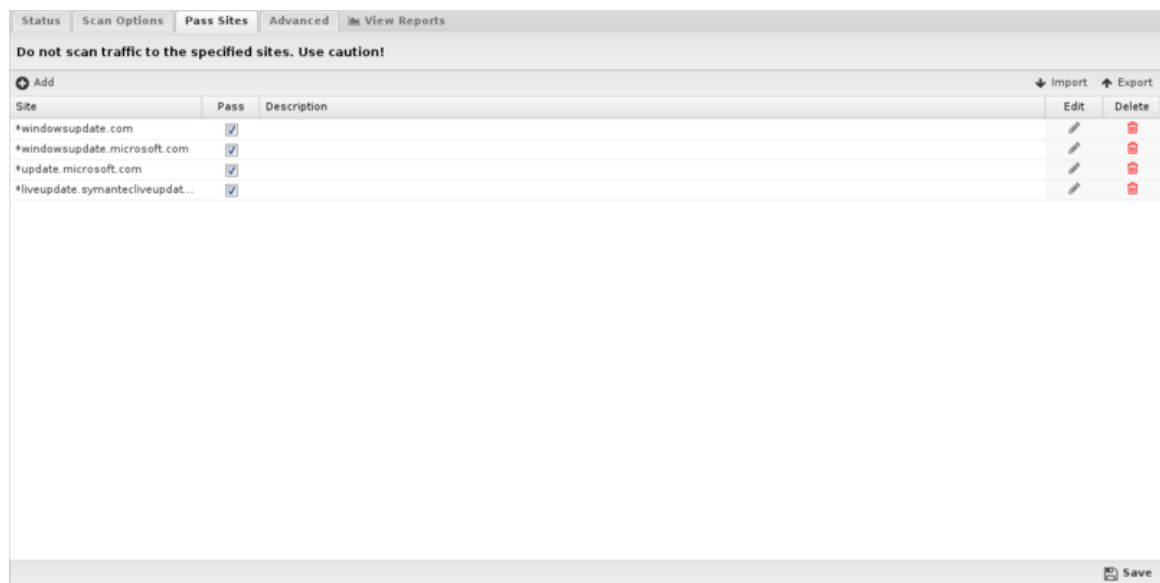 Status Scan Options Pass Sites Advanced View Reports
Do not scan traffic to the specified sites. Use caution!
Add Import Export
Site Pass Description Edit Delete
*windowsupdate.com
*windowsupdate.microsoft.com
*update.microsoft.com
*liveupdate.symantecliveupdat...
Save